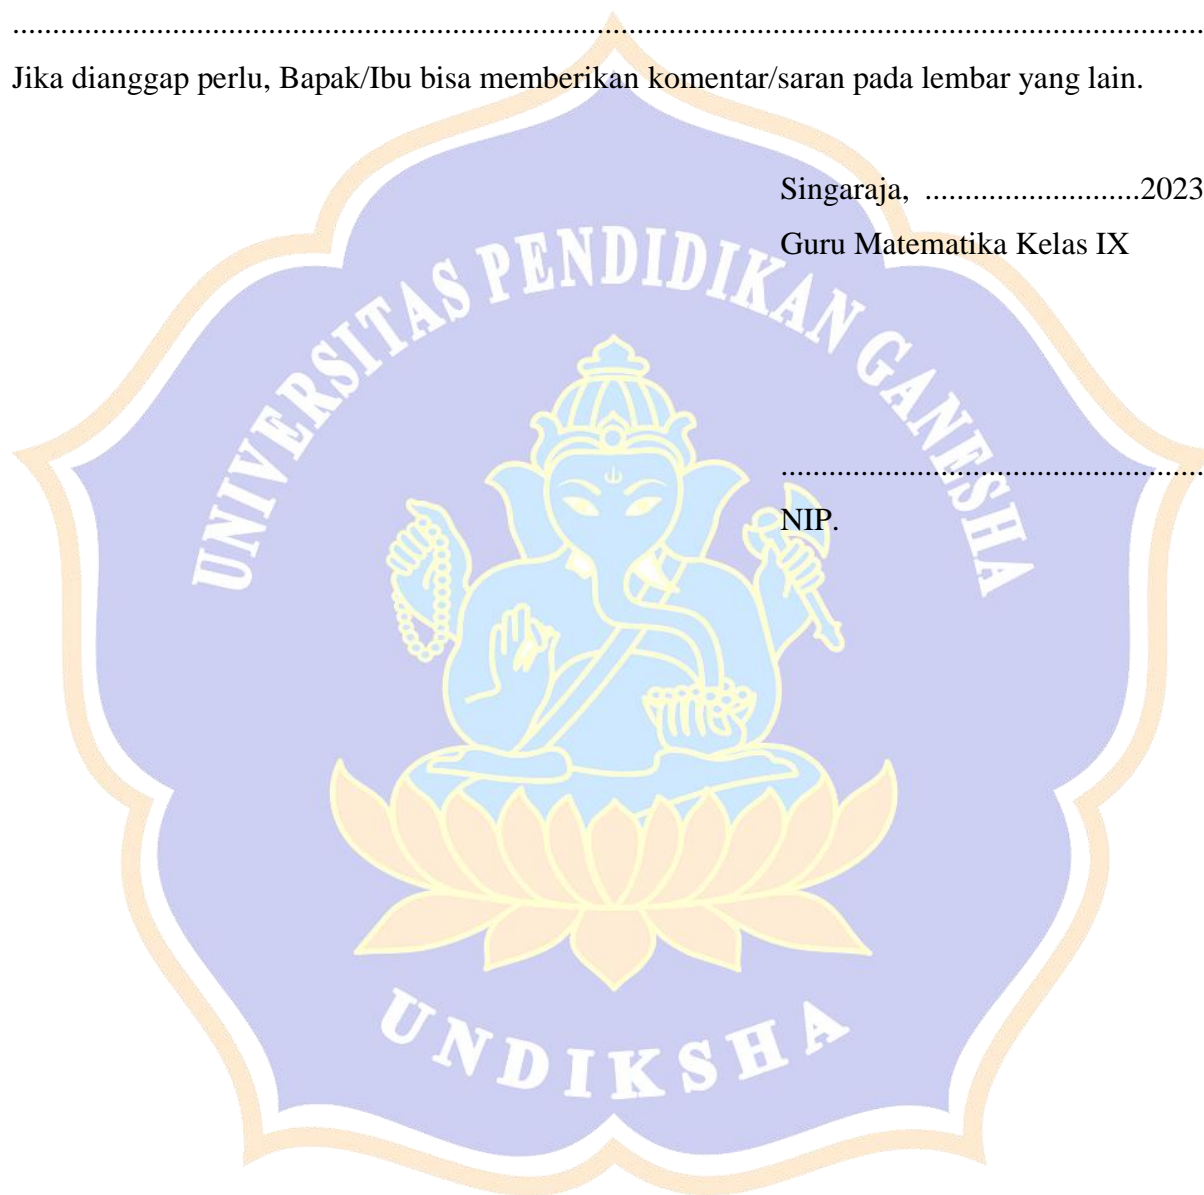 ......................................................................................................................................................
Jika dianggap perlu, Bapak/Ibu bisa memberikan komentar/saran pada lembar yang lain.
Singaraja, ...........................2023
Guru Matematika Kelas IX
UNIVERSITAS PENDIDIKAN GANESHA
......................................................
NIP.
UNDIKSHA